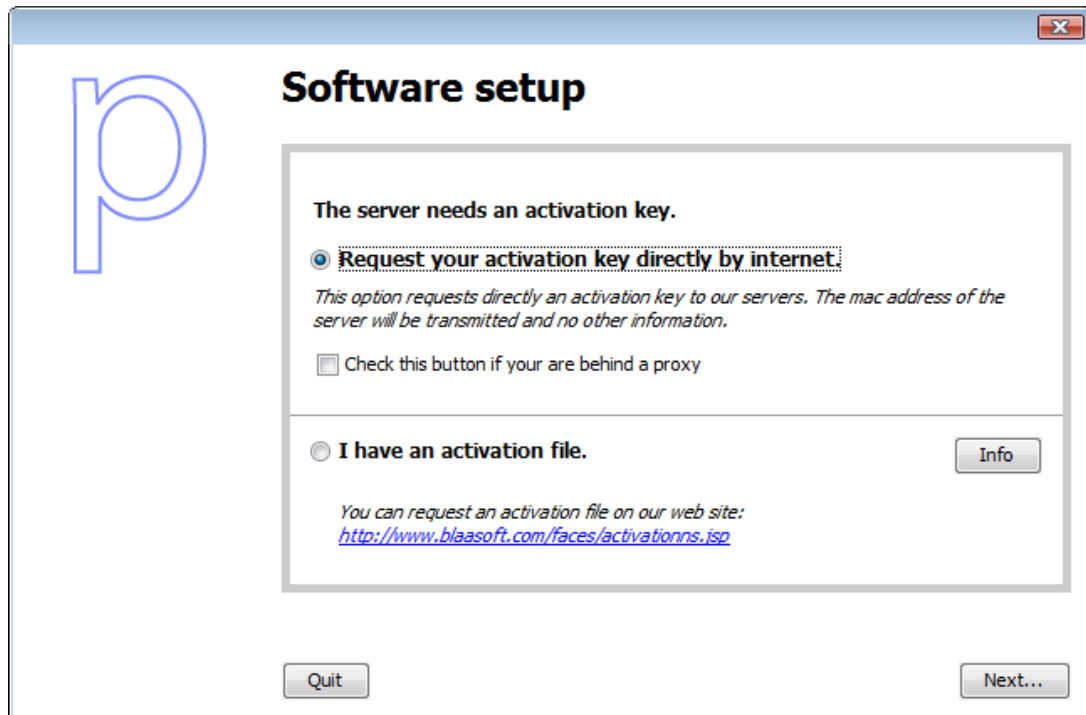 p
Software setup
The server needs an activation key.
Request your activation key directly by internet.
This option requests directly an activation key to our servers. The mac address of the
server will be transmitted and no other information.
Check this button if your are behind a proxy
I have an activation file.
Info
You can request an activation file on our web site:
http://www.blaasoft.com/faces/activationns.jsp
Quit
Next...